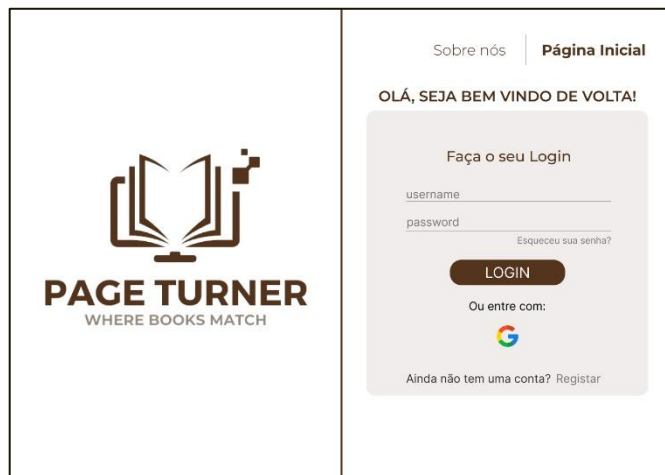 PAGE TURNER
WHERE BOOKS MATCH
Sobre nós Página Inicial
OLÁ, SEJA BEM VINDO DE VOLTA!
Faça o seu Login
username
password
Esqueceu sua senha?
LOGIN
Ou entre com:
G
Ainda não tem uma conta? Registar